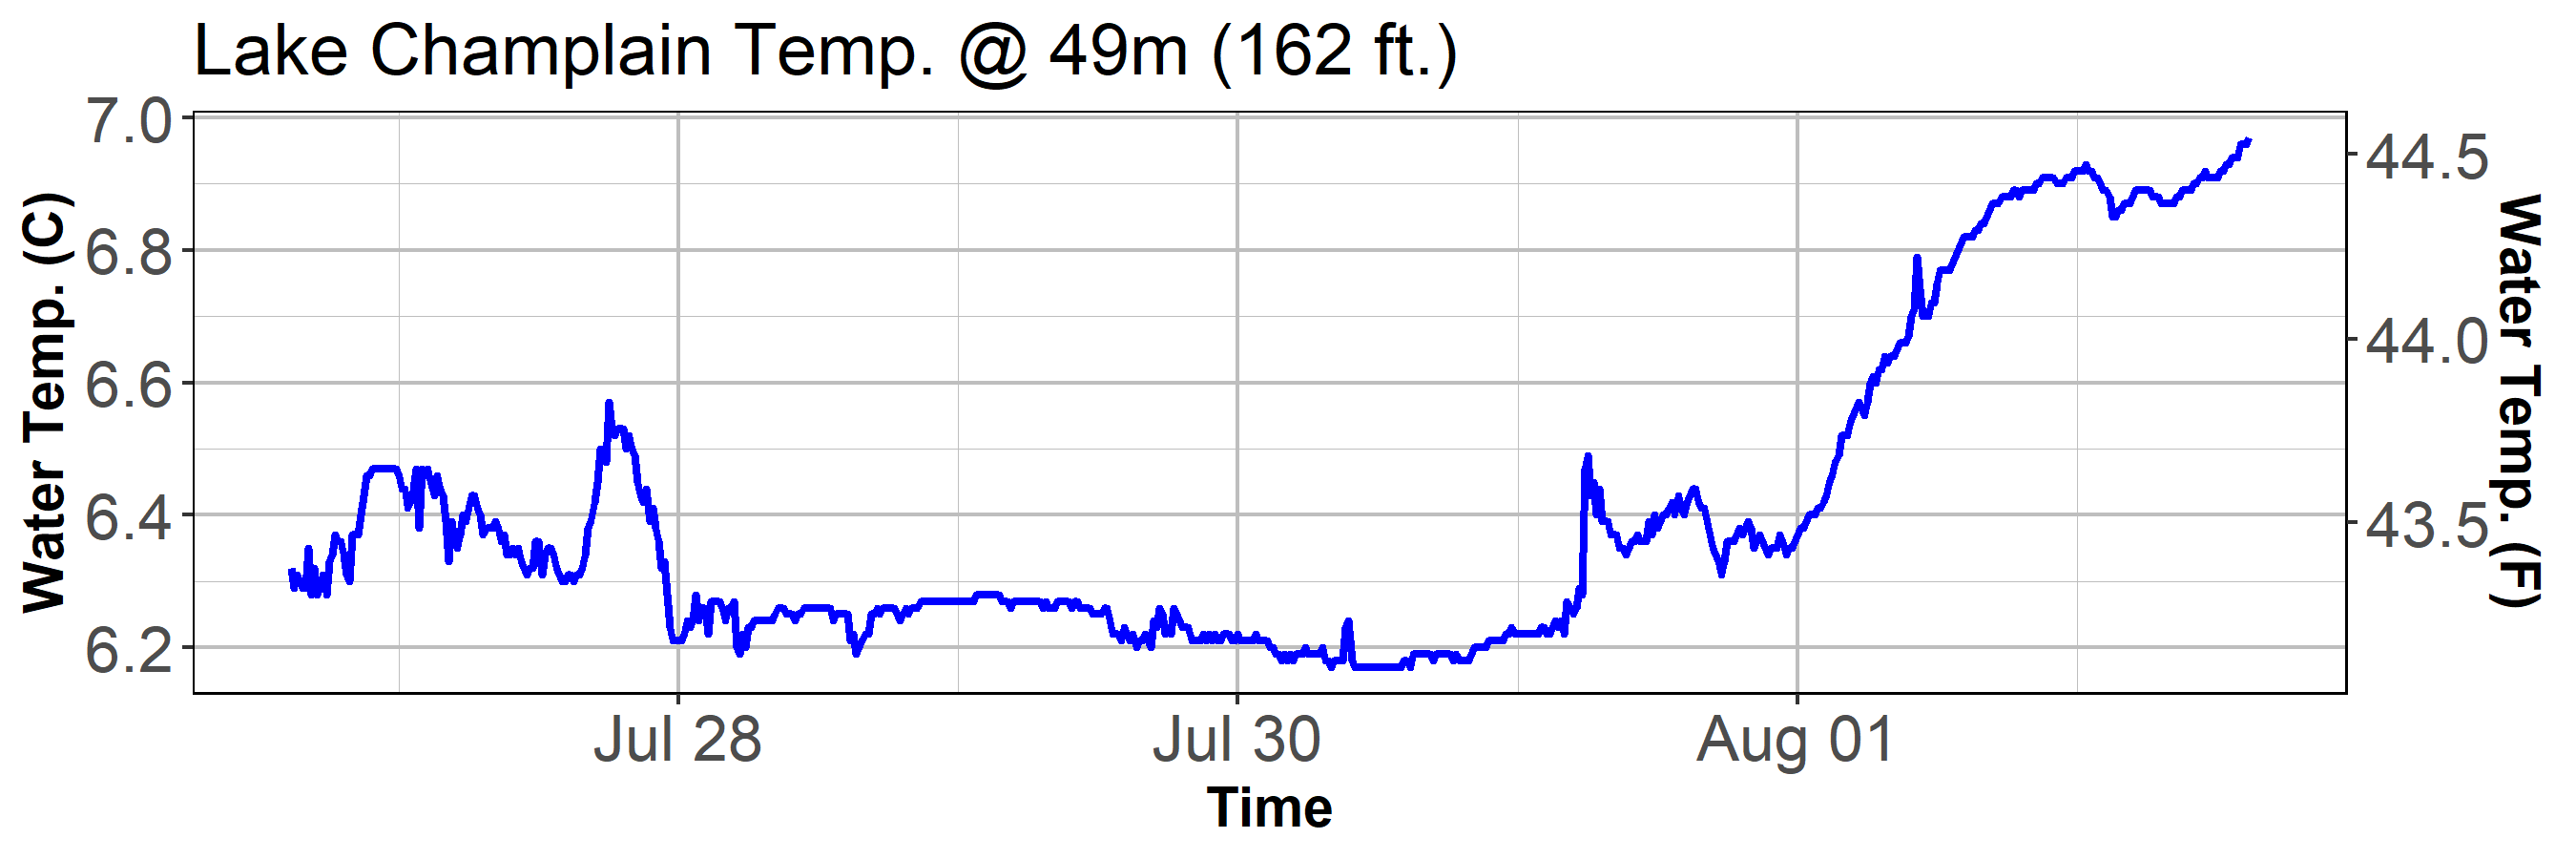 Lake Champlain Temp. @ 49m (162 ft.)
Water Temp. (C)
7.0
6.8
6.6
6.4
6.2
44.5
44.0
43.5
Water Temp. (F)
Jul 28
Jul 30
Aug 01
Time